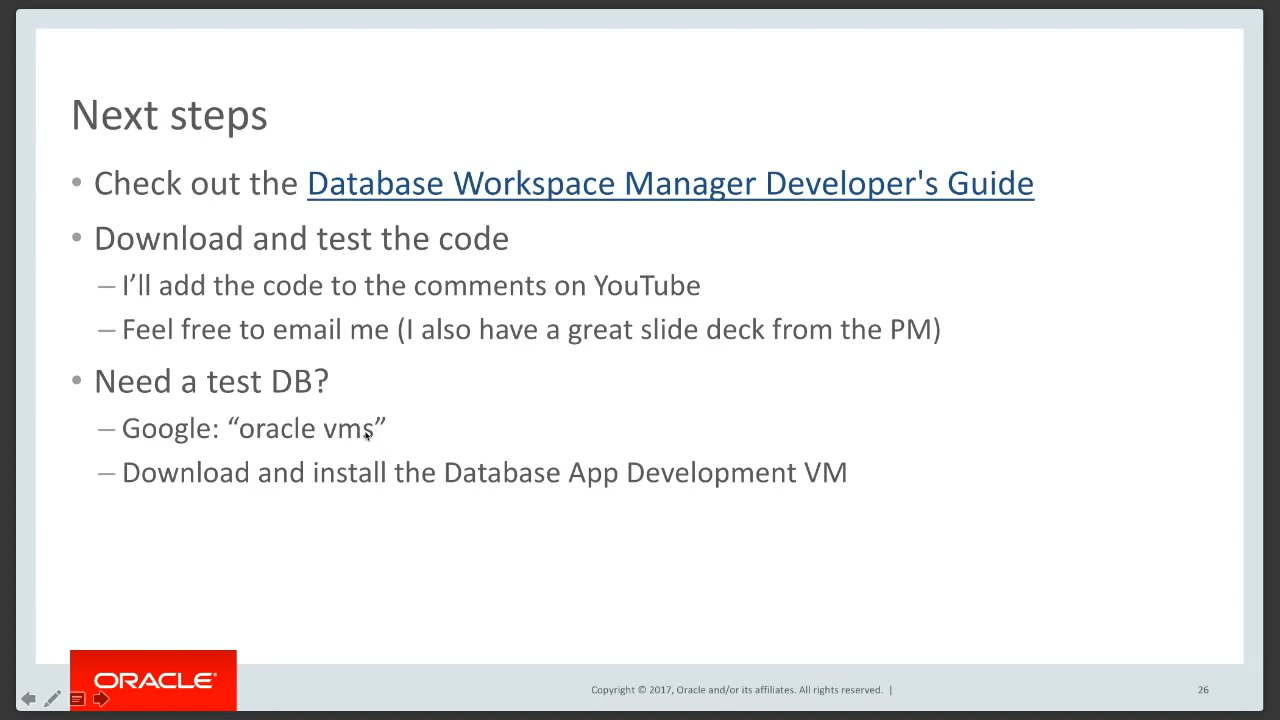 Next steps
• Check out the Database Workspace Manager Developer's Guide
• Download and test the code
– I’ll add the code to the comments on YouTube
– Feel free to email me (I also have a great slide deck from the PM)
• Need a test DB?
– Google: “oracle vms”
– Download and install the Database App Development VM
ORACLE®
Copyright © 2017, Oracle and/or its affiliates. All rights reserved. |
26